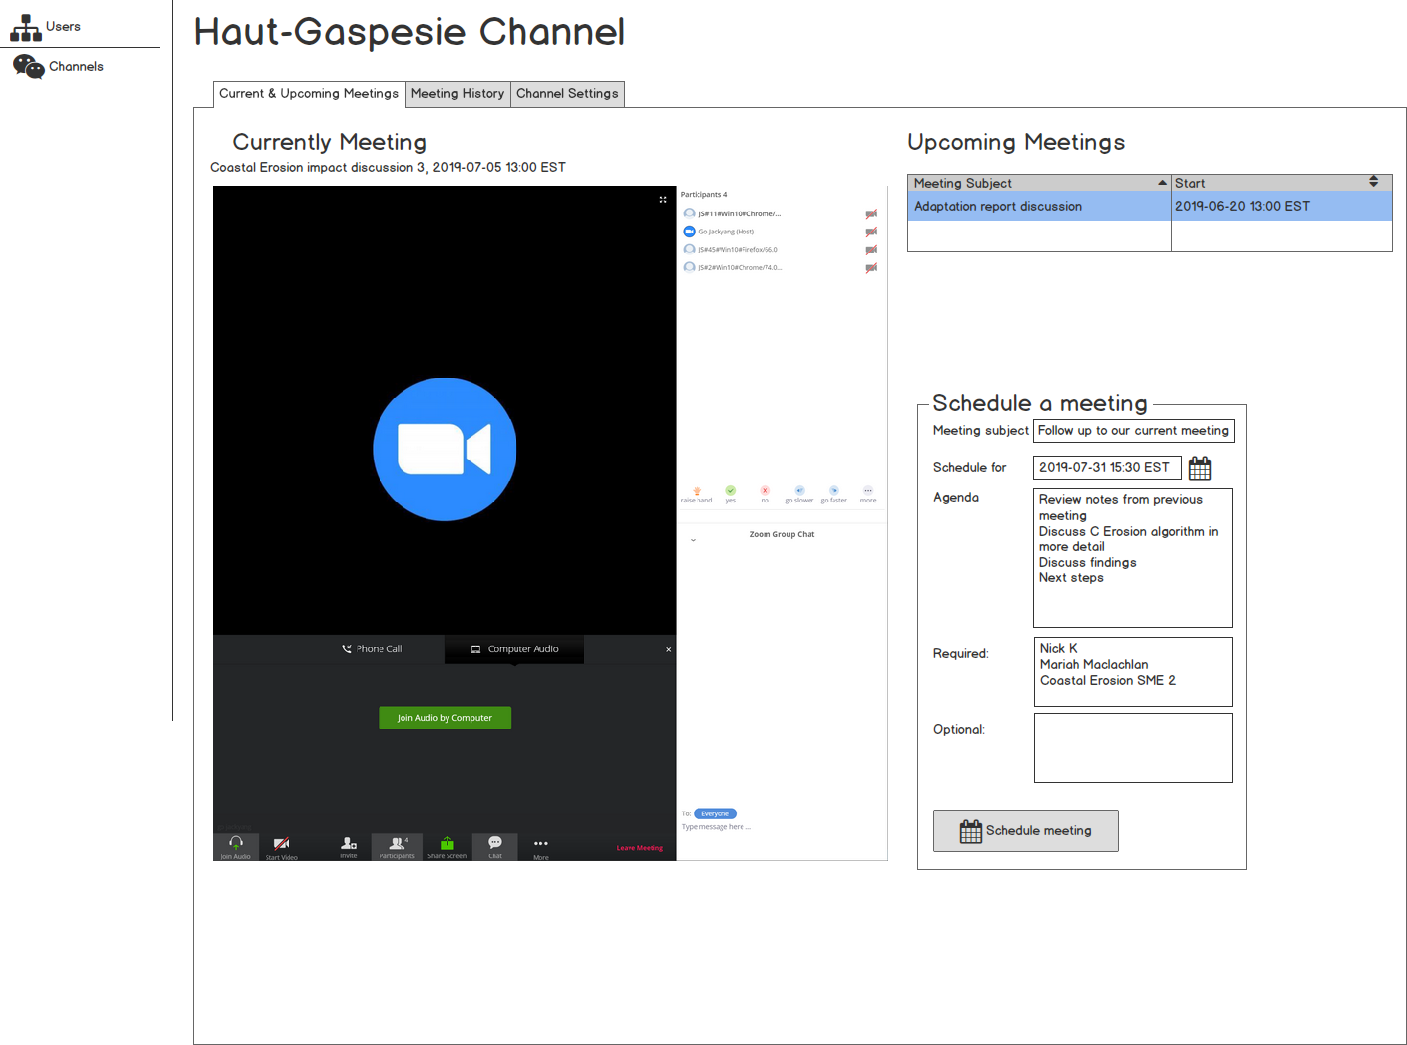 Users
Channels
Haut-Gaspesie Channel
Current & Upcoming Meetings
Meeting History
Channel Settings
Currently Meeting
Coastal Erosion impact discussion 3, 2019-07-05 13:00 EST
Participants 4
JS#11#Win10#Chrome/...
Go Jackyang (Host)
JS#45#Win10#Firefox/66.0
JS#2#Win10#Chrome/74.0...
raise hand
yes
no
go slower
go faster
more
Zoom Group Chat
Phone Call
Computer Audio
Join Audio by Computer
To: Everyone
Type message here ...
Join Audio
Start Video
Invite
4
Participants
Share Screen
Chat
More
Leave Meeting
Upcoming Meetings
Meeting Subject
Start
Adaptation report discussion
2019-06-20 13:00 EST
Schedule a meeting
Meeting subject
Follow up to our current meeting
Schedule for
2019-07-31 15:30 EST
Agenda
Review notes from previous
meeting
Discuss C Erosion algorithm in
more detail
Discuss findings
Next steps
Required:
Nick K
Mariah Maclachlan
Coastal Erosion SME 2
Optional:
Schedule meeting